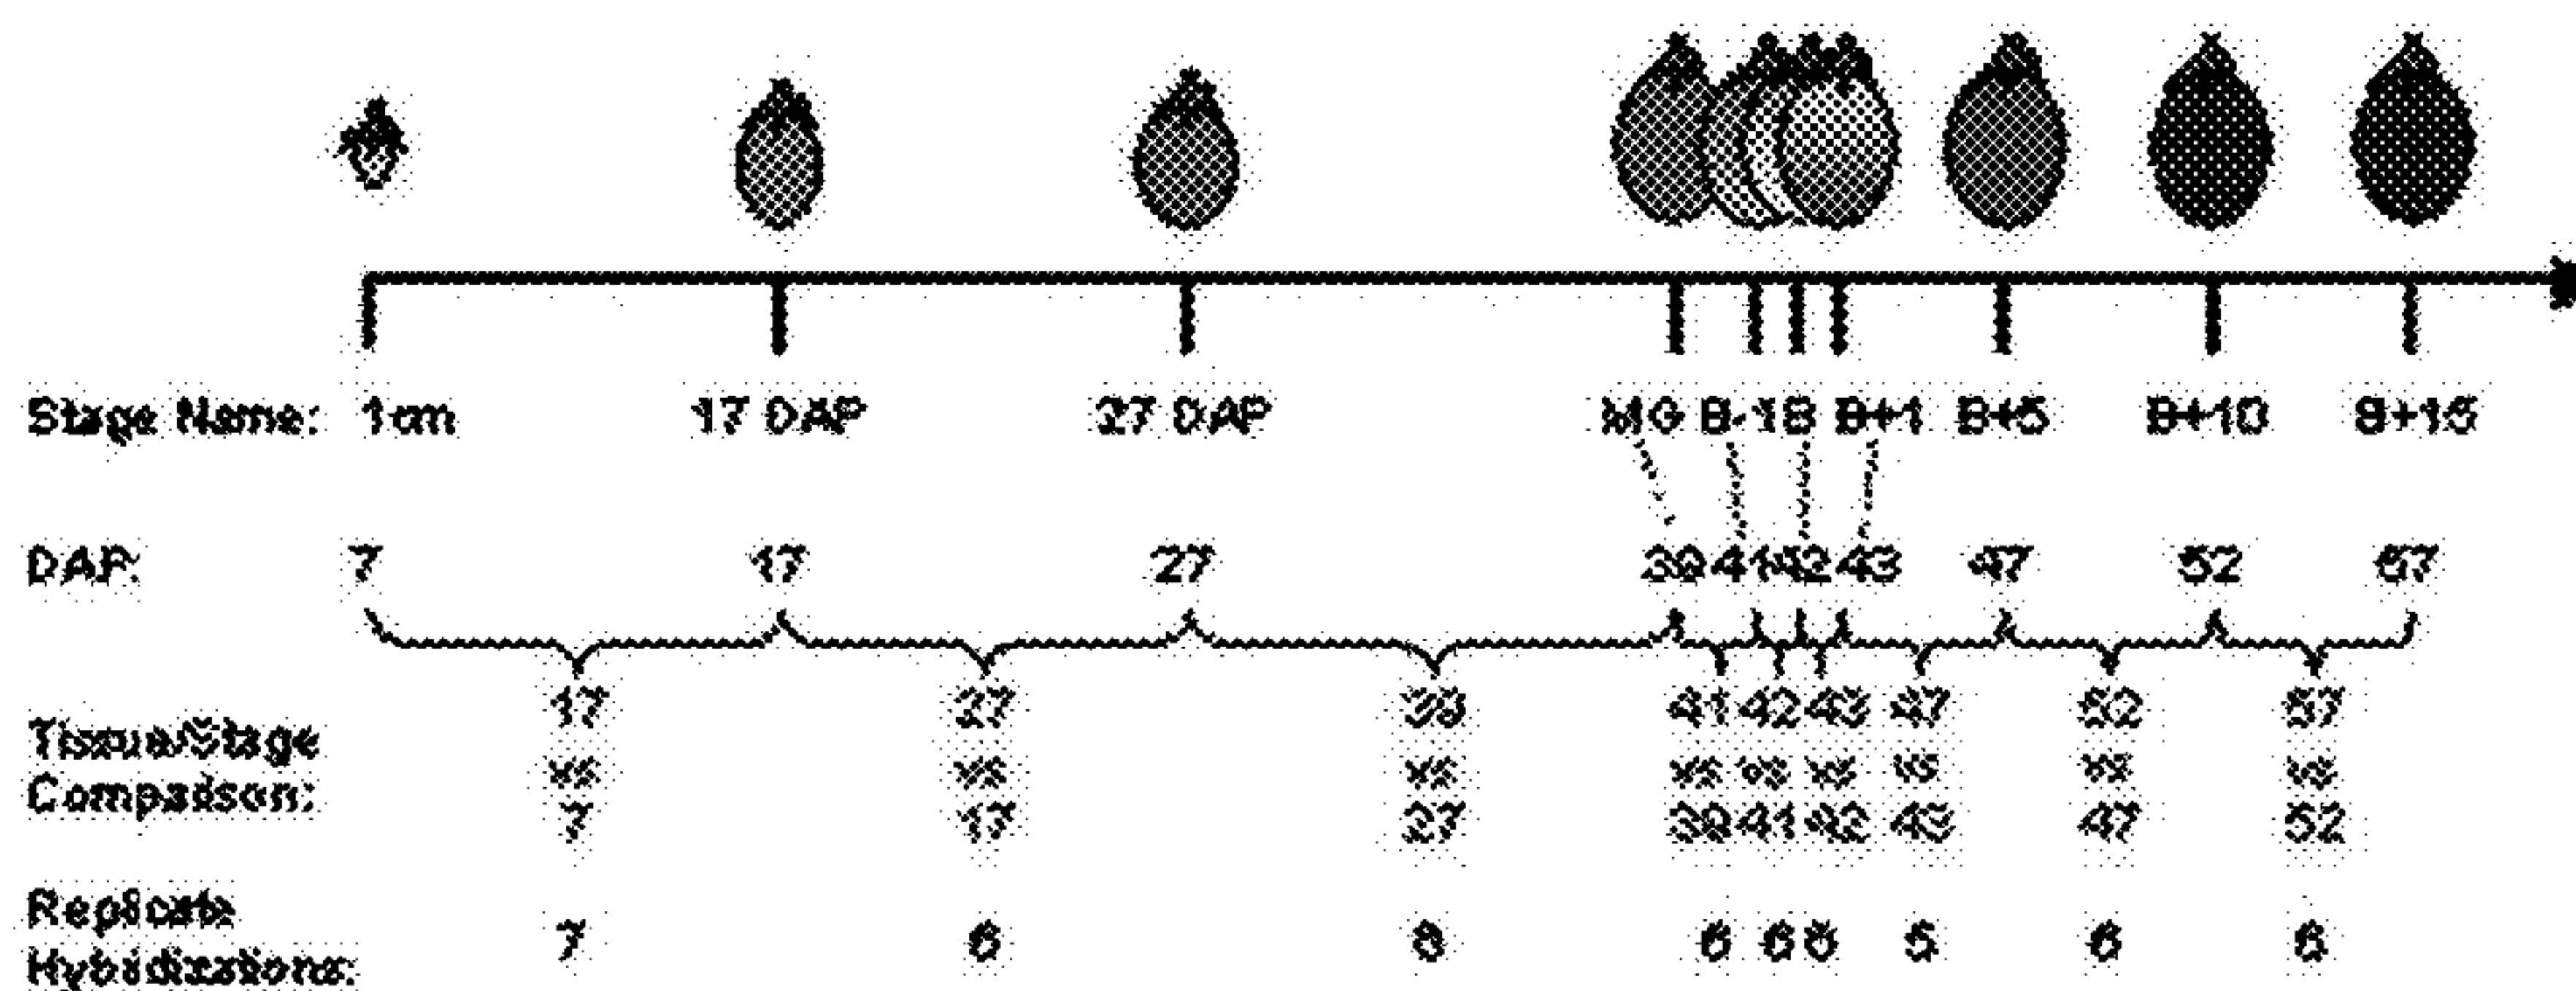 Stage Name: 1cm 17 DAP 27 DAP MG B-1 B B+1 B+5 B+10 B+15
DAP: 7 17 27 39 41 42 43 47 52 57
17 27 39 41 42 43 47 52 57
Tissue/Stage
vs vs vs vs vs vs vs vs vs
Comparison:
7 17 27 39 41 42 43 47 52
Replicate
7 6 6 6 6 5 6 6
Hybridizations: